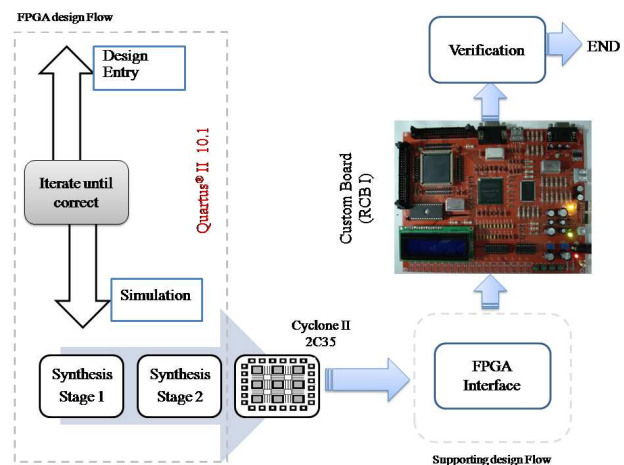 FPGA design Flow
Design
Entry
Quartus® II 10.1
Iterate until
correct
Simulation
Synthesis
Stage 1
Synthesis
Stage 2
Cyclone II
2C35
FPGA
Interface
Supporting design Flow
Custom Board
(RCB I)
Verification
END